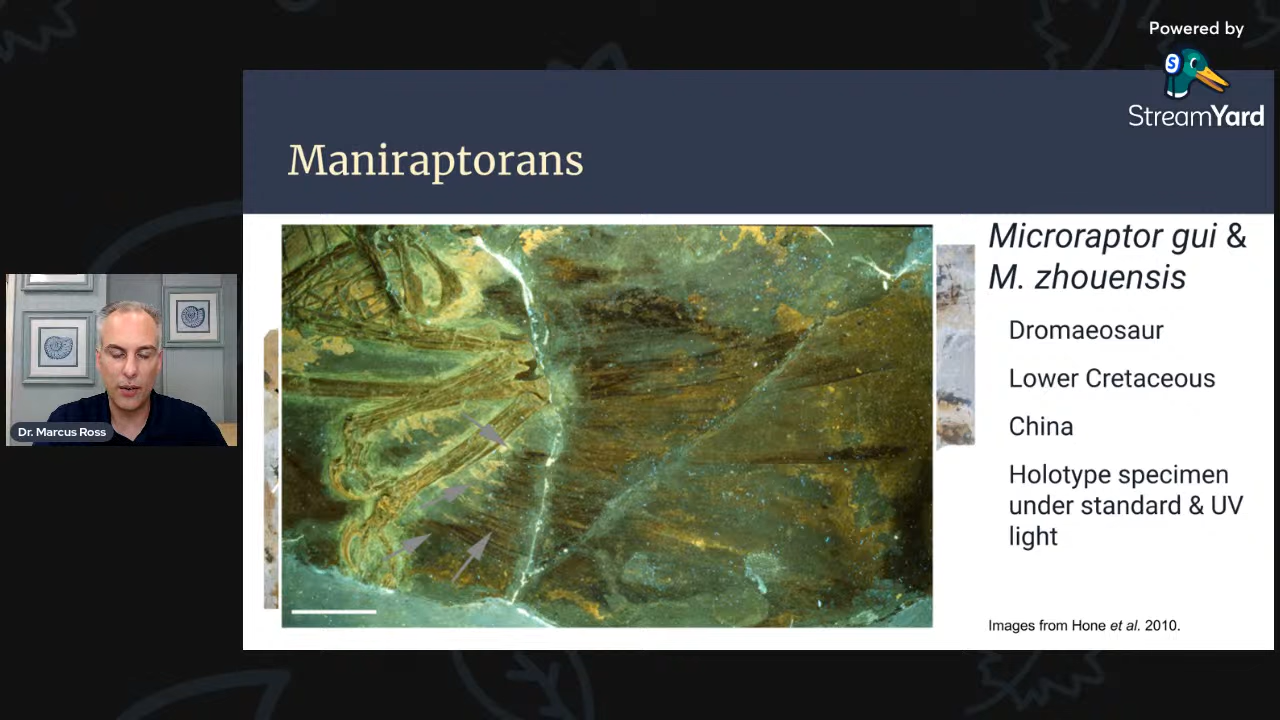 Powered by
StreamYard
Maniraptorans
Microraptor gui &
M. zhouensis
Dromaeosaur
Lower Cretaceous
China
Holotype specimen
under standard & UV
light
Images from Hone et al. 2010.
Dr. Marcus Ross